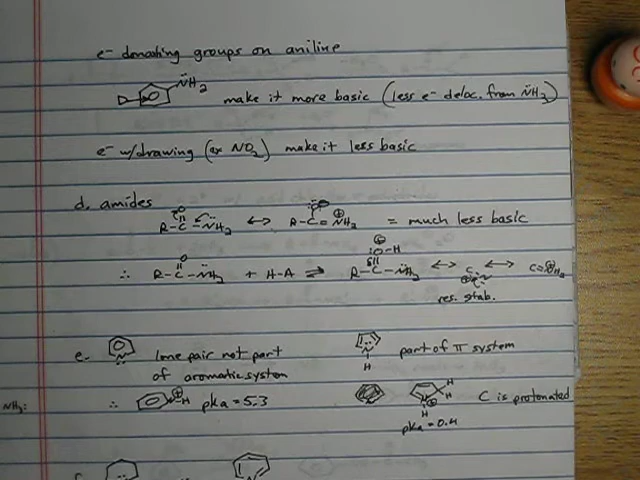 e⁻ donating groups on aniline
D NH₂ make it more basic (less e⁻ deloc. from NH₂)
e⁻ w/drawing (ex NO₂) make it less basic
d. amides
R-C-NH₂ ↔ R-C=NH₂ = much less basic
∴ R-C-NH₂ + H-A ⇌ R-C-NH₂ ↔ ↔
res. stab.
e. N lone pair not part
of aromatic system
N H part of π system
NH₃:
∴ N-H pka = 5.3
H H N H C is protonated
pka = 0.4